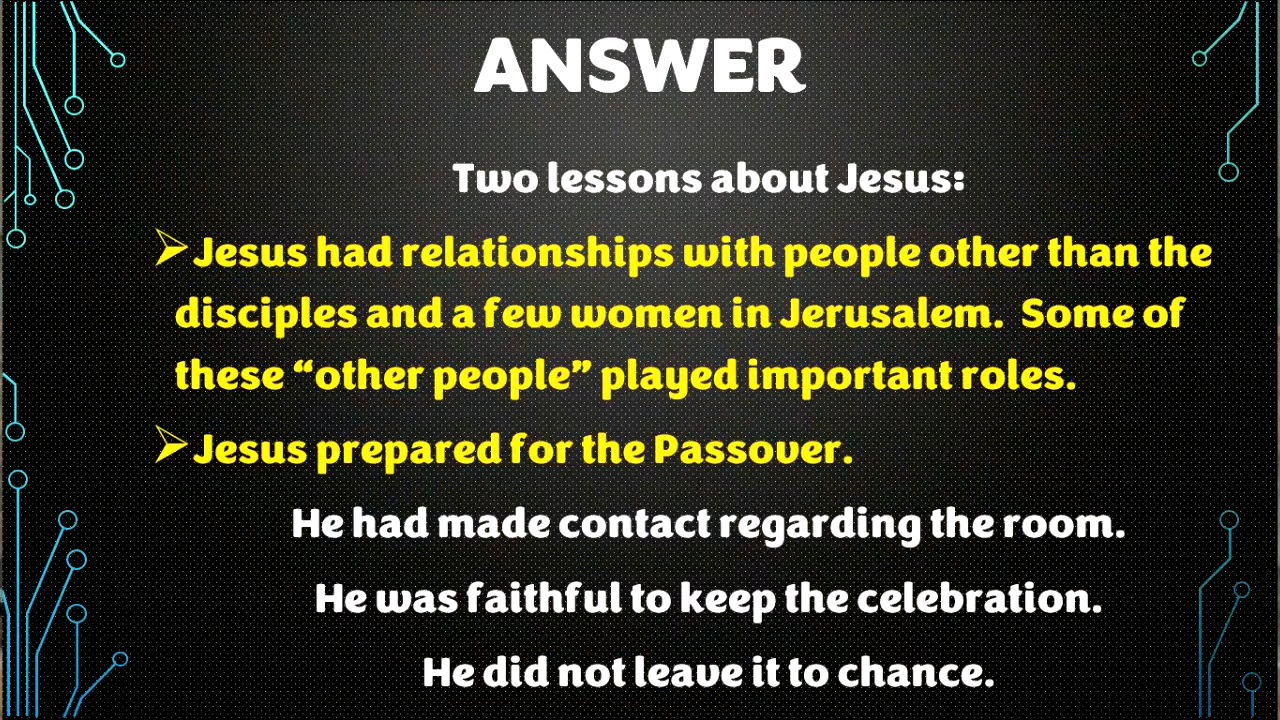 ANSWER
Two lessons about Jesus:
➢Jesus had relationships with people other than the
disciples and a few women in Jerusalem.  Some of
these “other people” played important roles.
➢Jesus prepared for the Passover.
He had made contact regarding the room.
He was faithful to keep the celebration.
He did not leave it to chance.